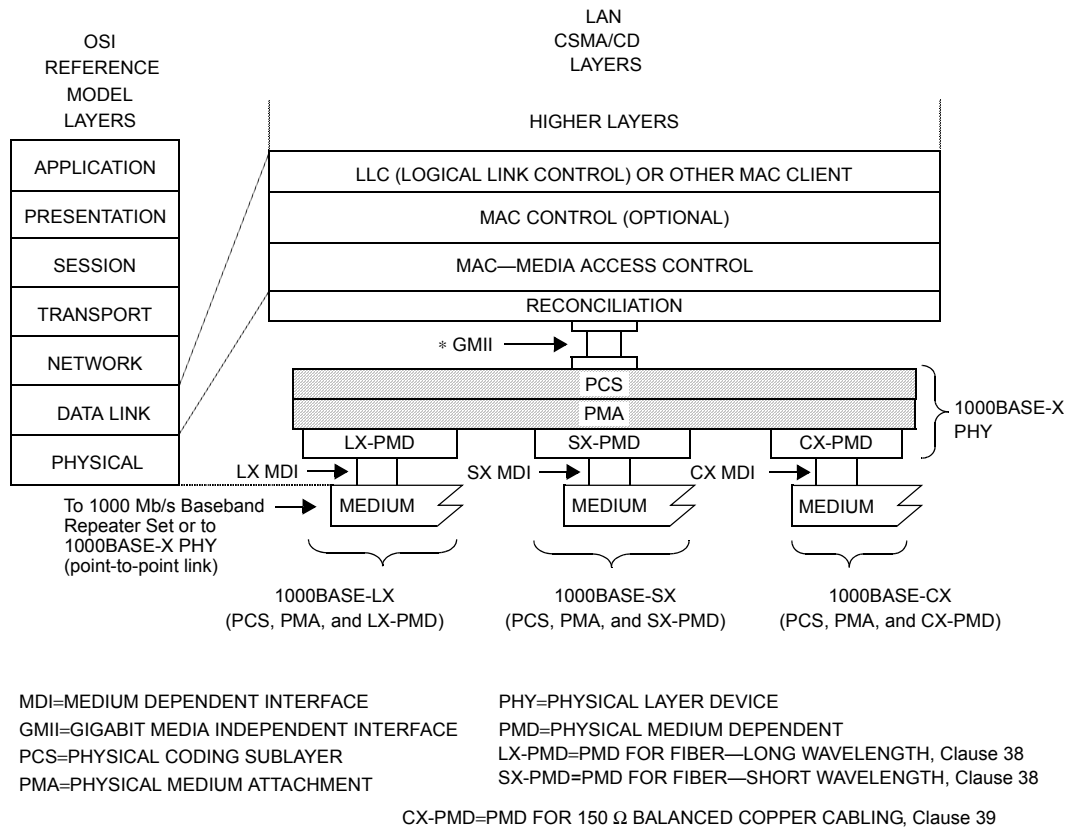 LAN
CSMA/CD
LAYERS
OSI
REFERENCE
MODEL
LAYERS
HIGHER LAYERS
APPLICATION
PRESENTATION
SESSION
TRANSPORT
NETWORK
DATA LINK
PHYSICAL
LLC (LOGICAL LINK CONTROL) OR OTHER MAC CLIENT
MAC CONTROL (OPTIONAL)
MAC—MEDIA ACCESS CONTROL
RECONCILIATION
* GMII
PCS
PMA
1000BASE-X
PHY
LX-PMD
SX-PMD
CX-PMD
LX MDI
SX MDI
CX MDI
To 1000 Mb/s Baseband
Repeater Set or to
1000BASE-X PHY
(point-to-point link)
MEDIUM
MEDIUM
MEDIUM
1000BASE-LX
(PCS, PMA, and LX-PMD)
1000BASE-SX
(PCS, PMA, and SX-PMD)
1000BASE-CX
(PCS, PMA, and CX-PMD)
MDI=MEDIUM DEPENDENT INTERFACE
GMII=GIGABIT MEDIA INDEPENDENT INTERFACE
PCS=PHYSICAL CODING SUBLAYER
PMA=PHYSICAL MEDIUM ATTACHMENT
PHY=PHYSICAL LAYER DEVICE
PMD=PHYSICAL MEDIUM DEPENDENT
LX-PMD=PMD FOR FIBER—LONG WAVELENGTH, Clause 38
SX-PMD=PMD FOR FIBER—SHORT WAVELENGTH, Clause 38
CX-PMD=PMD FOR 150 Ω BALANCED COPPER CABLING, Clause 39